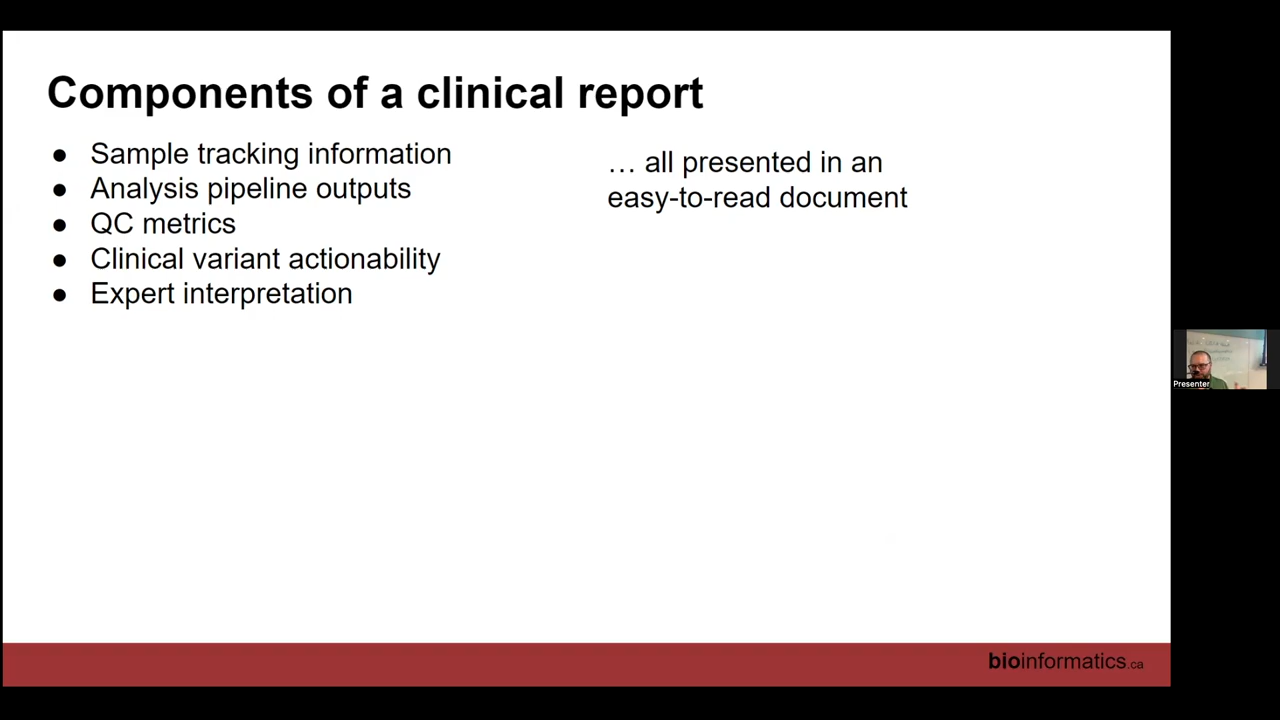 Components of a clinical report
● Sample tracking information
● Analysis pipeline outputs
● QC metrics
● Clinical variant actionability
● Expert interpretation
… all presented in an
easy-to-read document
Presenter
bioinformatics.ca